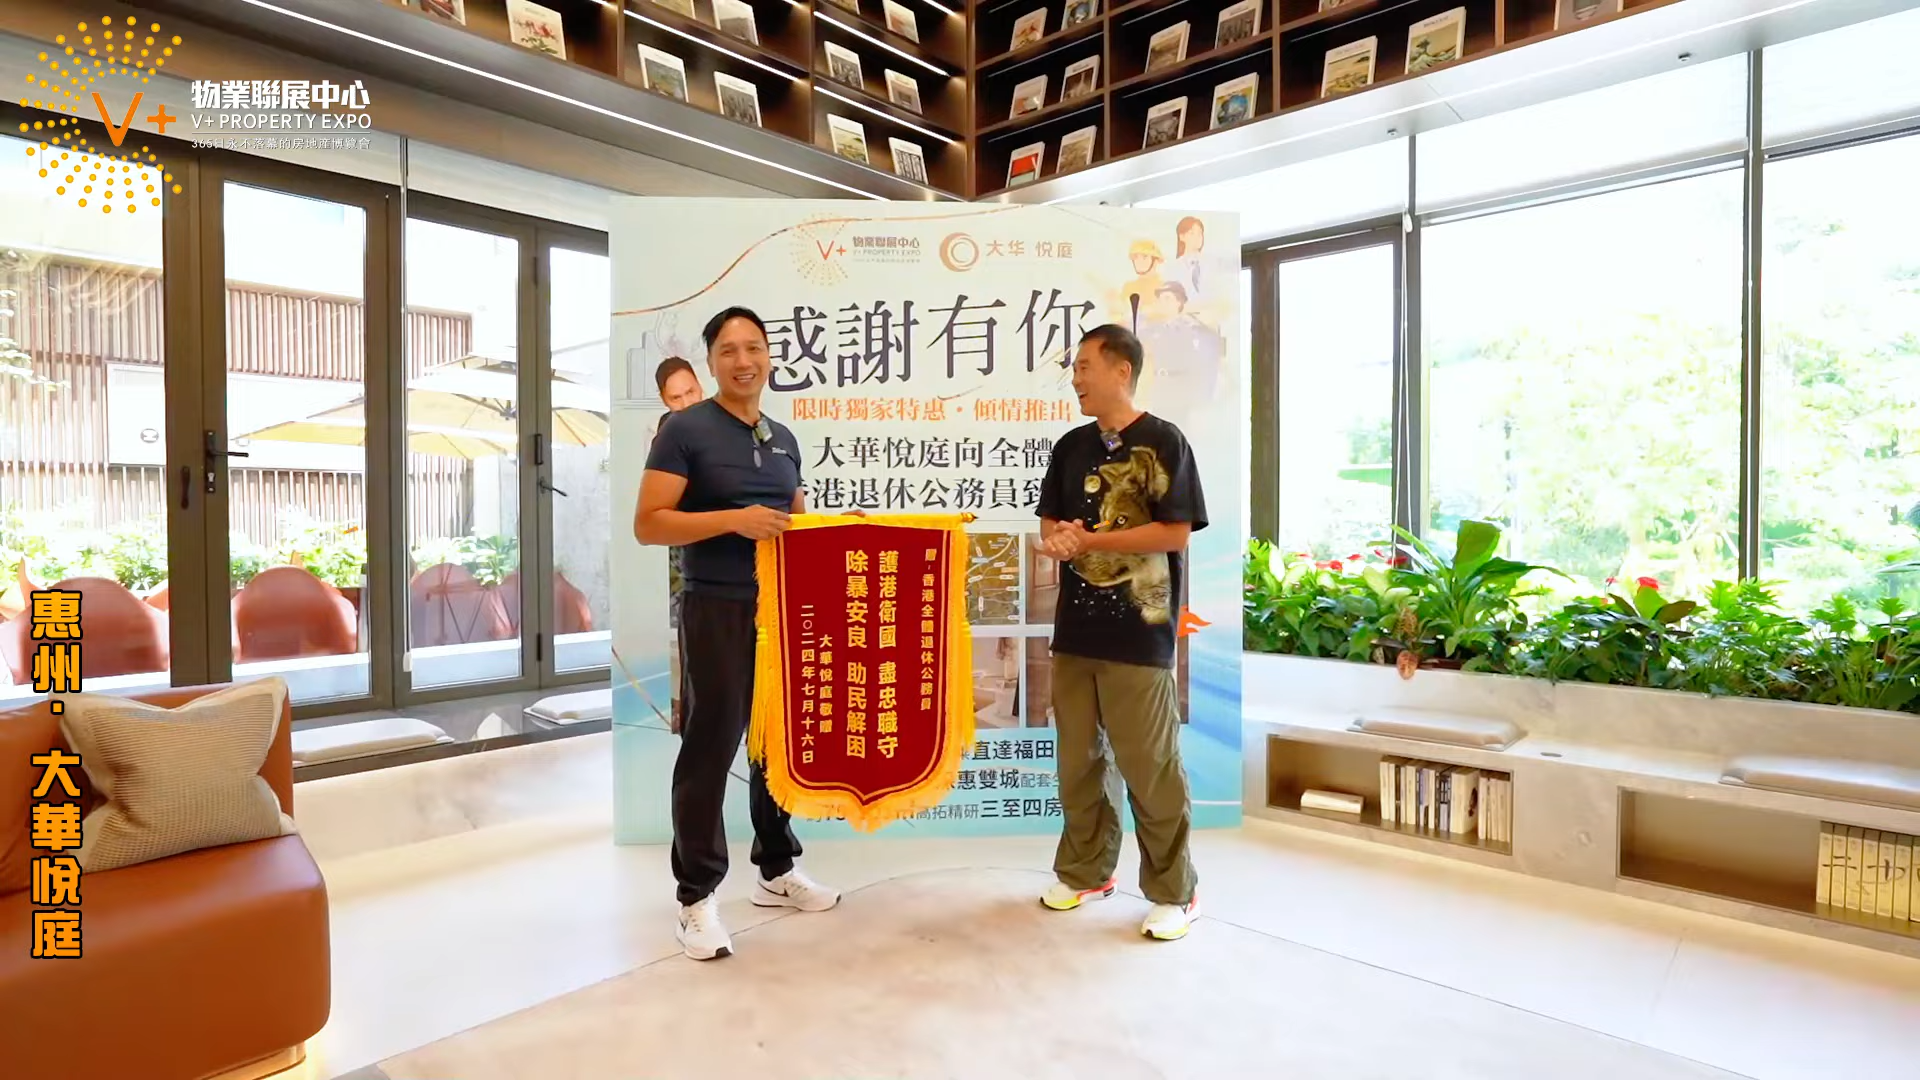 物業聯展中心
V+ PROPERTY EXPO
365日永不落幕的房地産博覽會
物業聯展中心
V+ PROPERTY EXPO
大华 悦庭
感謝有你！
限時獨家特惠·傾情推出
大華悅庭向全體
港退休公務員致
贈·香港全體退休公務員
護港衛國 盡忠職守
除暴安良 助民解困
大華悅庭敬贈
二〇二四年七月十六日
直達福田
惠雙城配套
高拓精研三至四房
惠州·大華悅庭